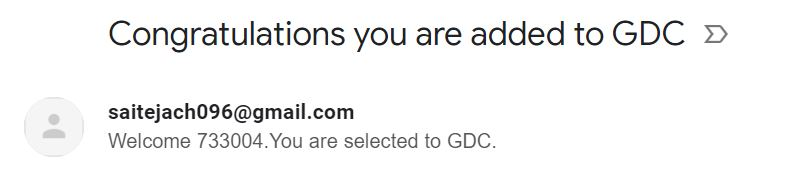 Congratulations you are added to GDC
saitejach096@gmail.com
Welcome 733004.You are selected to GDC.